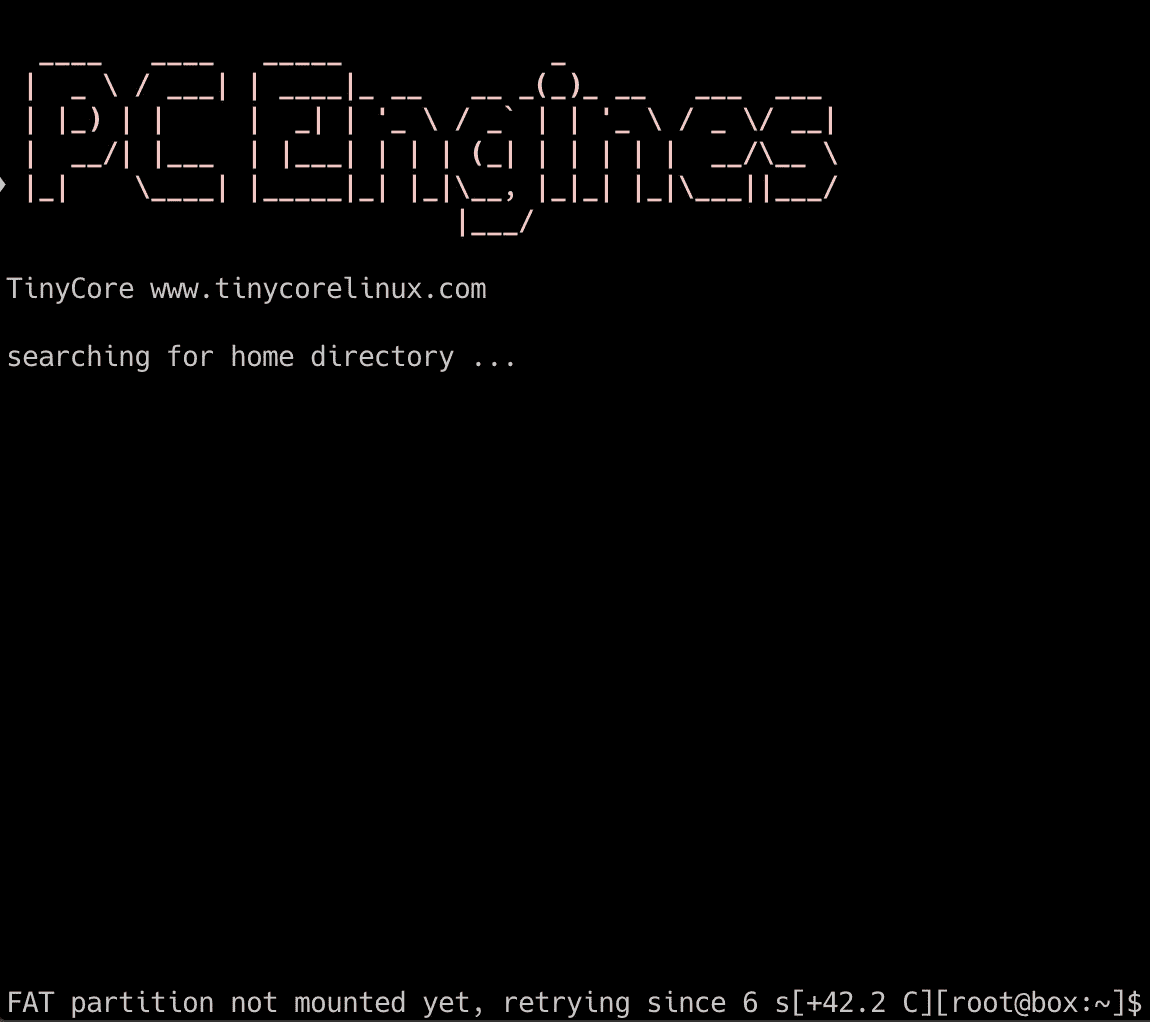 PC Engines
TinyCore www.tinycorelinux.com
searching for home directory ...
FAT partition not mounted yet, retrying since 6 s[+42.2 C][root@box:~]$